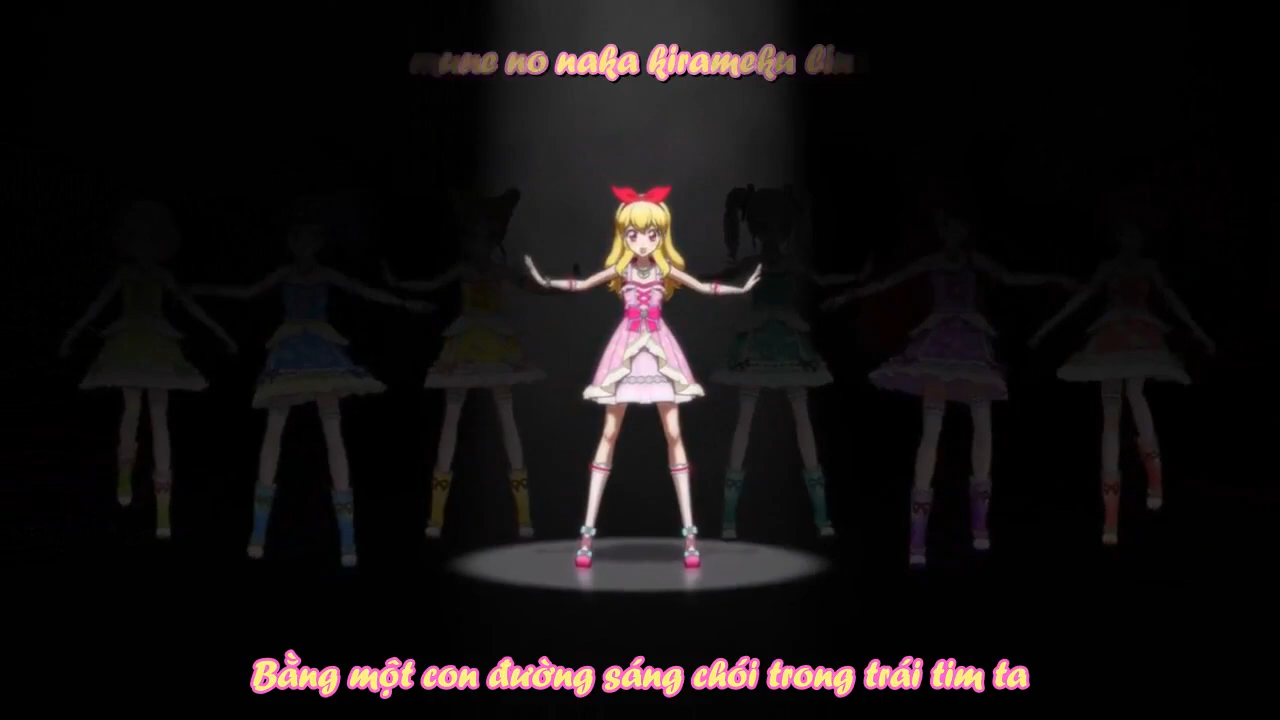 mune no naka kirameku
Bằng một con đường sáng chói trong trái tim ta